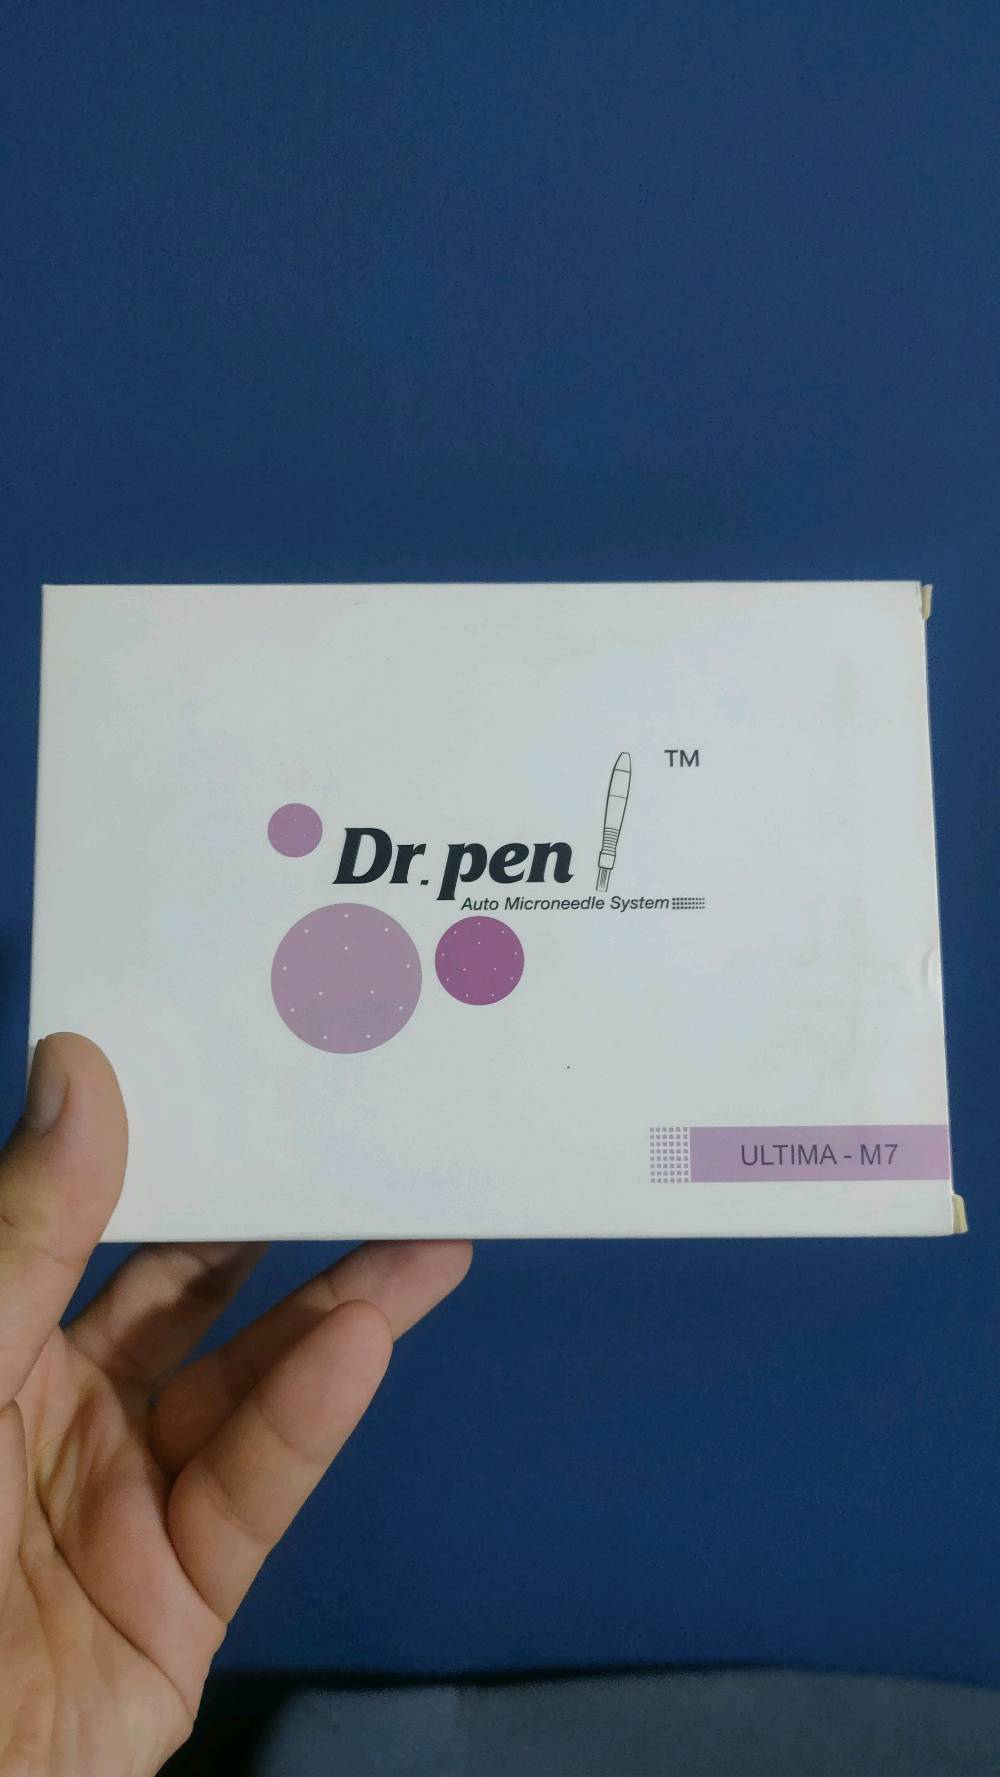 TM
Dr. pen
Auto Microneedle System
ULTIMA - M7